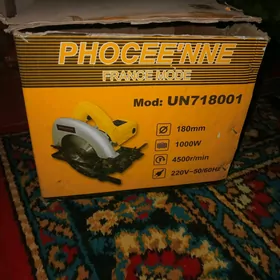 PHOCEE'NNE
FRANCE MODE
Mod: UN718001
180mm
1000W
4500r/min
220V~50/60Hz